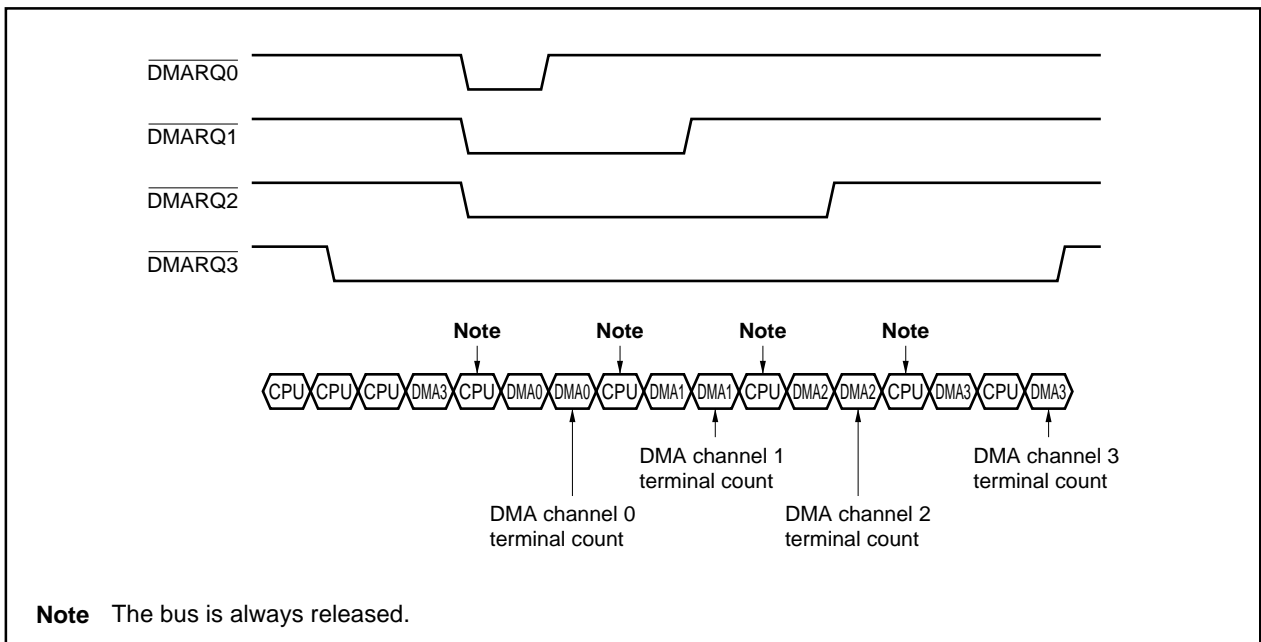 DMARQ0
DMARQ1
DMARQ2
DMARQ3
Note Note Note Note
CPU CPU CPU DMA3 CPU DMA0 DMA0 CPU DMA1 DMA1 CPU DMA2 DMA2 CPU DMA3 CPU DMA3
DMA channel 1
terminal count
DMA channel 3
terminal count
DMA channel 0
terminal count
DMA channel 2
terminal count
Note The bus is always released.